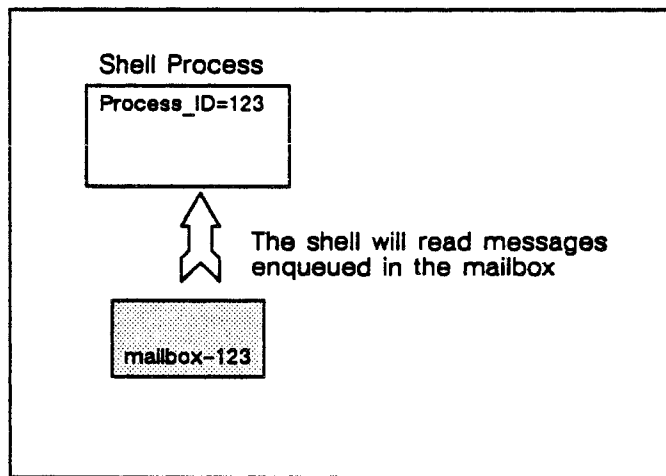 Shell Process
Process_ID=123
The shell will read messages
enqueued in the mailbox
mailbox-123